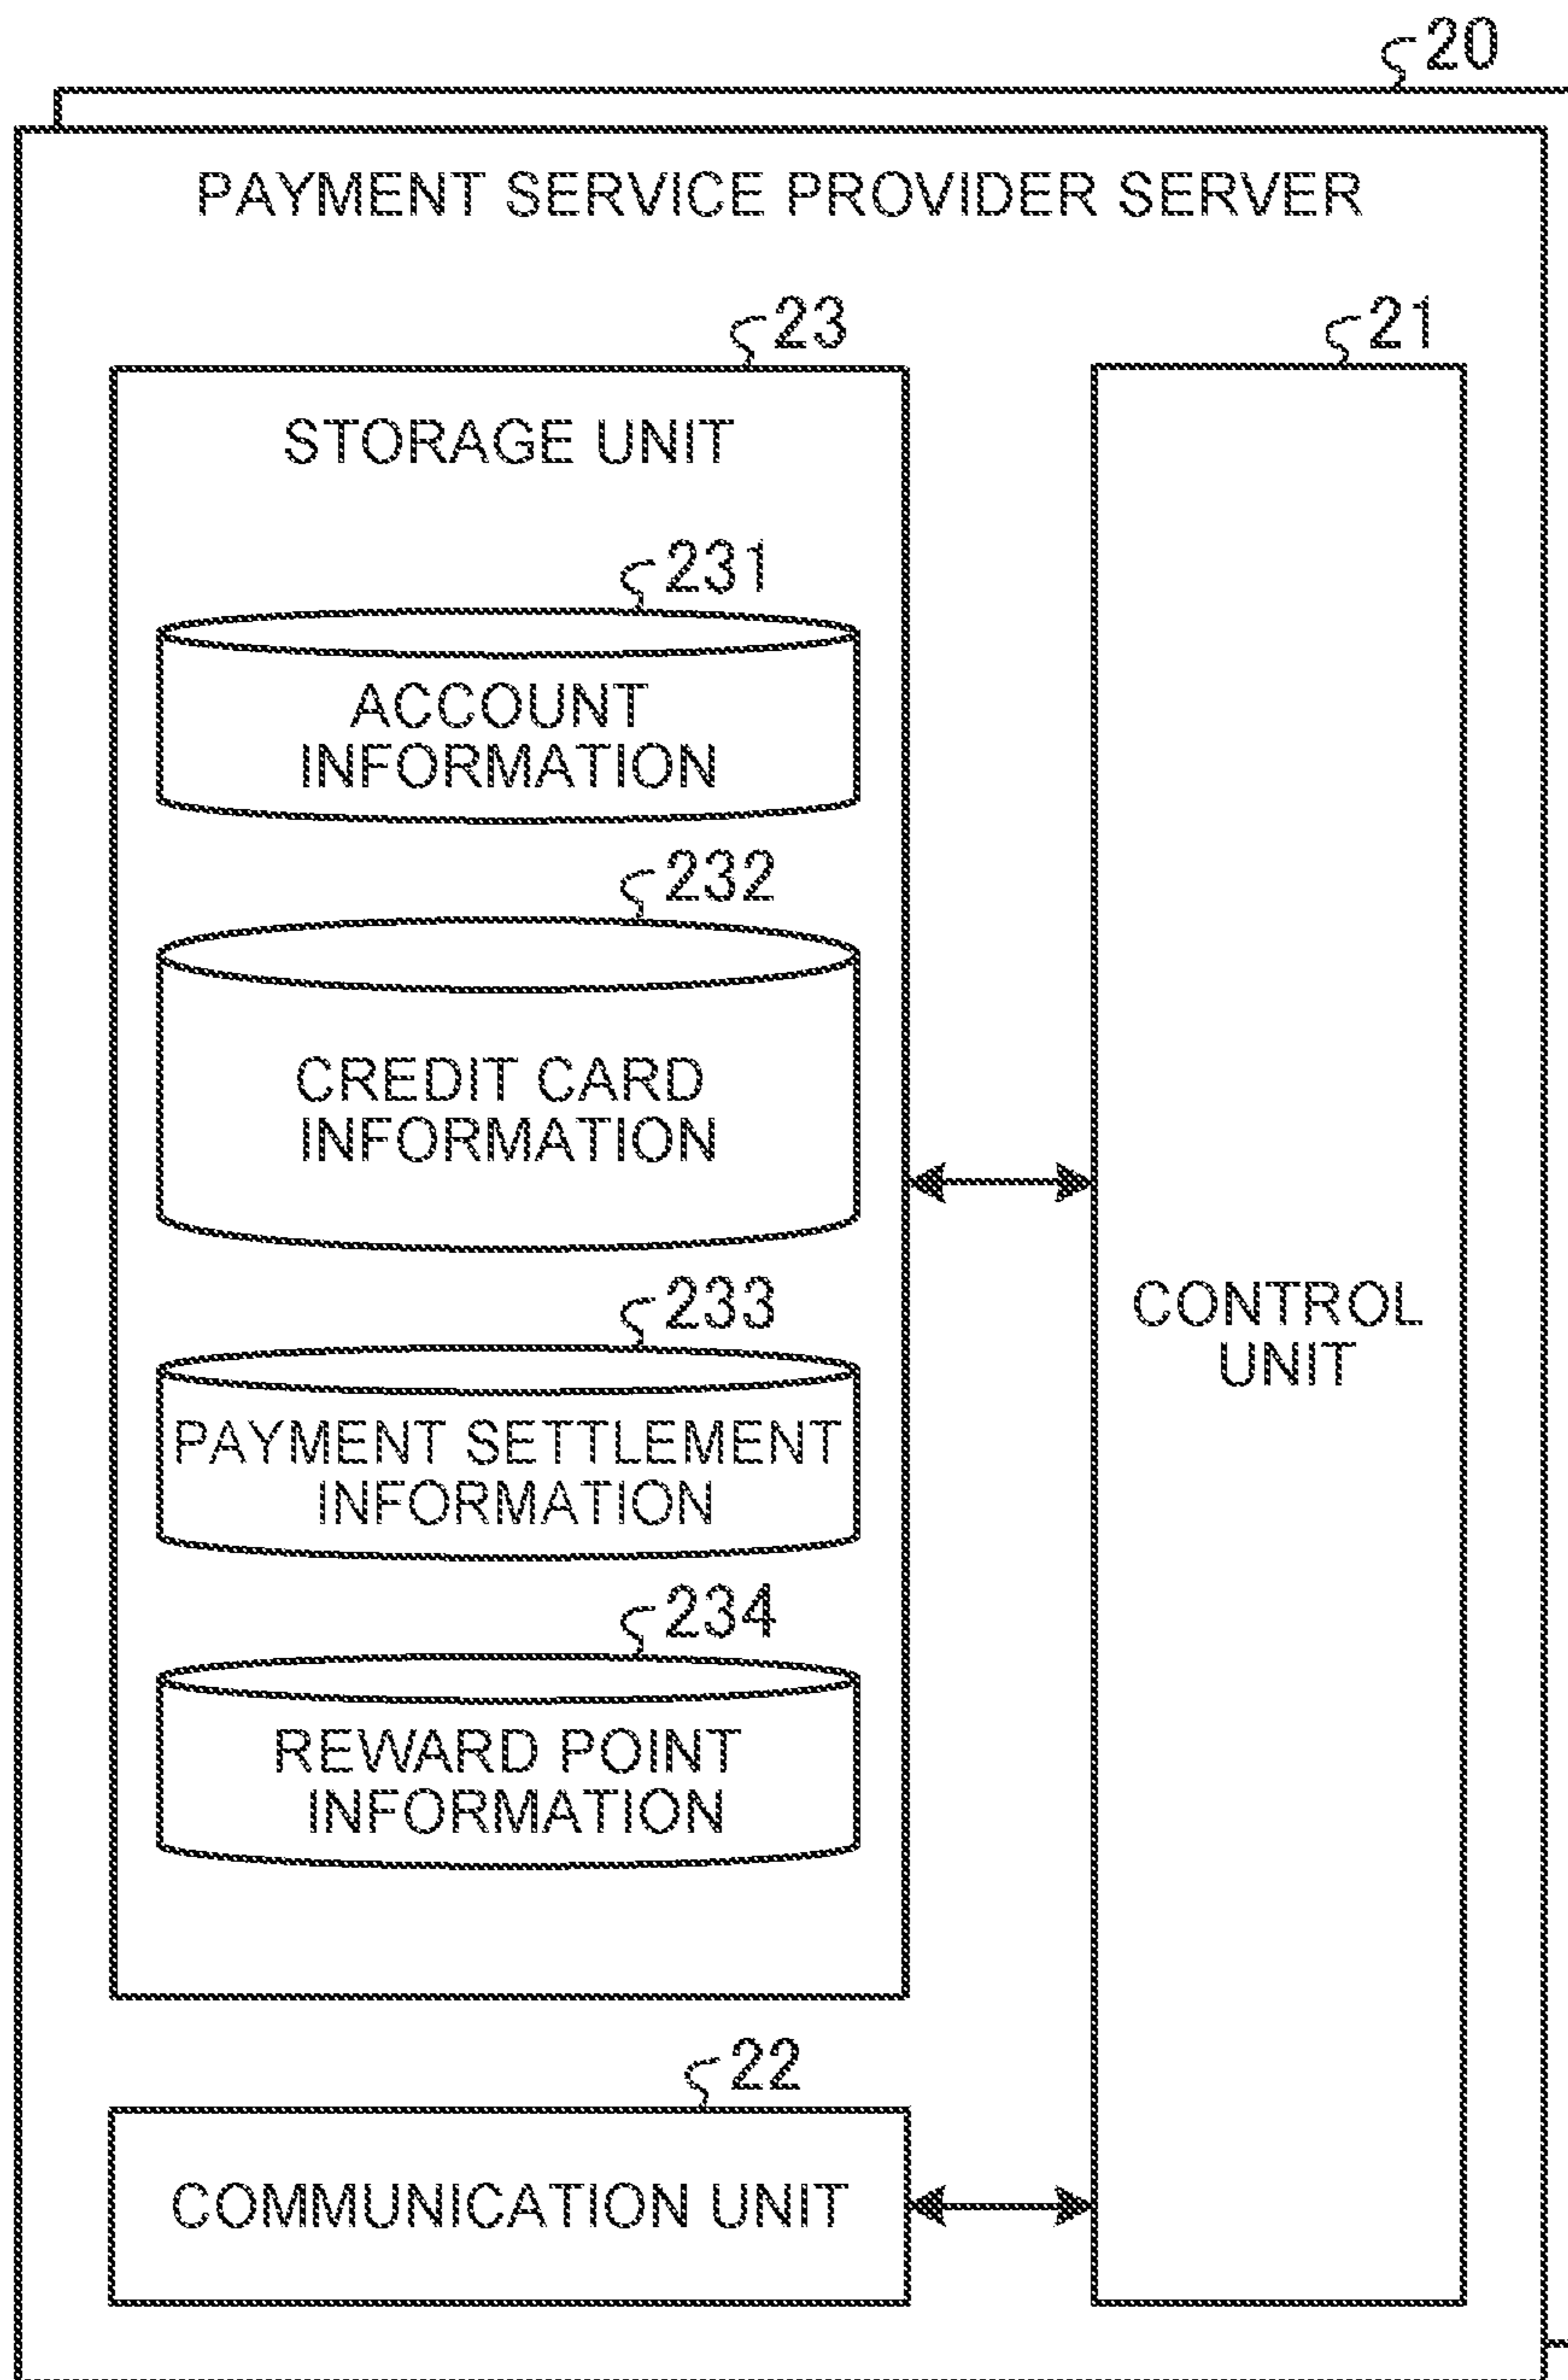 20
PAYMENT SERVICE PROVIDER SERVER
23
21
STORAGE UNIT
231
ACCOUNT
INFORMATION
232
CREDIT CARD
INFORMATION
233
PAYMENT SETTLEMENT
INFORMATION
234
REWARD POINT
INFORMATION
CONTROL
UNIT
22
COMMUNICATION UNIT